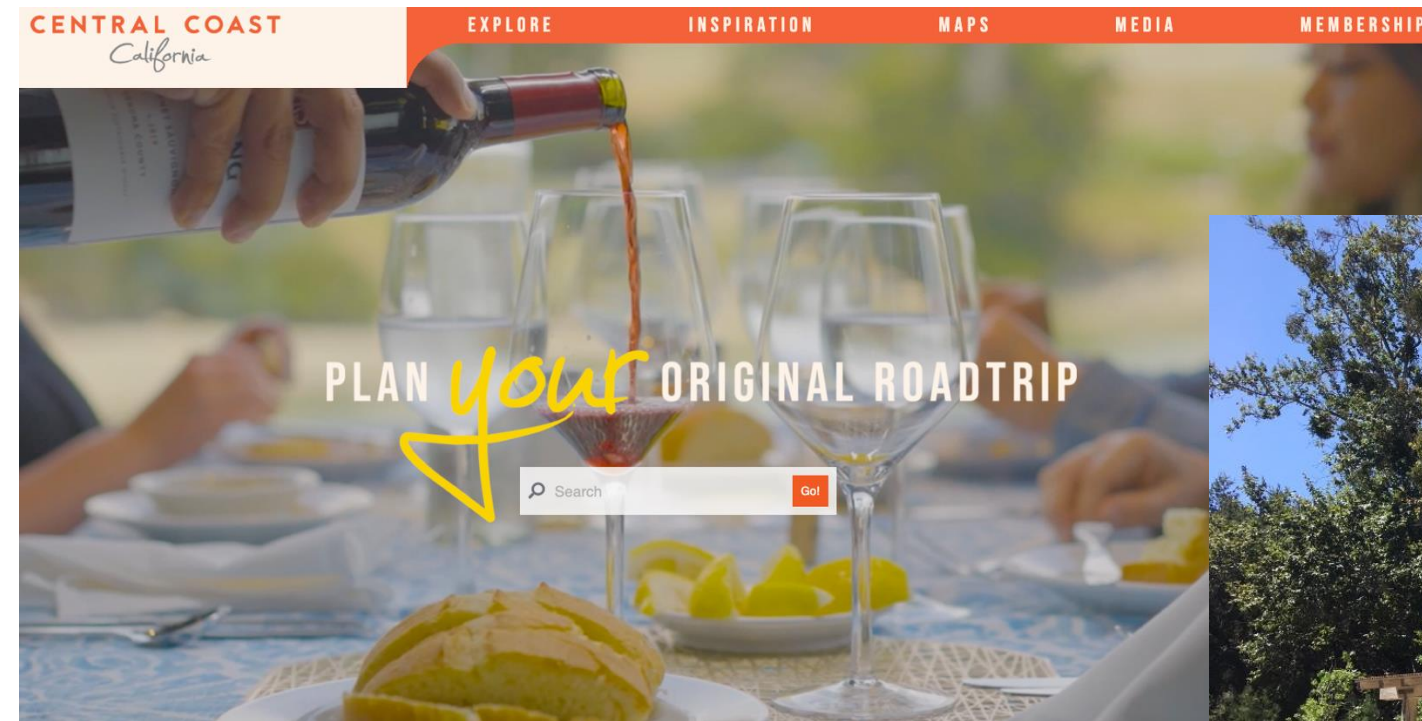 CENTRAL COAST
California
EXPLORE INSPIRATION MAPS MEDIA MEMBERSHIP
PLAN your ORIGINAL ROADTRIP
Search Go!